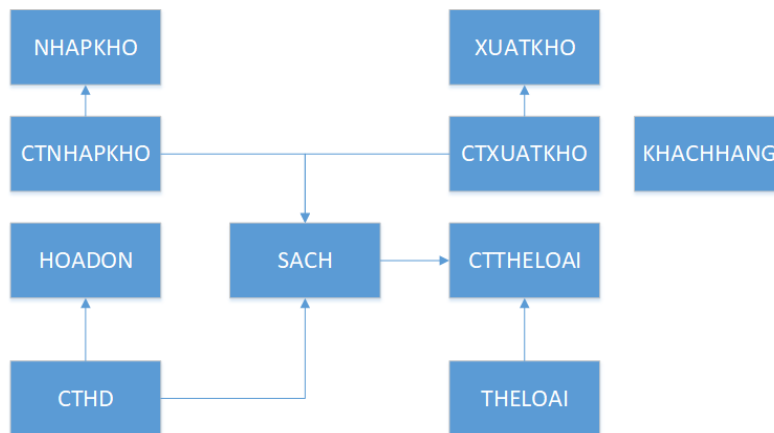 NHAPKHO
XUATKHO
CTNHAPKHO
CTXUATKHO
KHACHHANG
HOADON
SACH
CTTHELOAI
CTHD
THELOAI